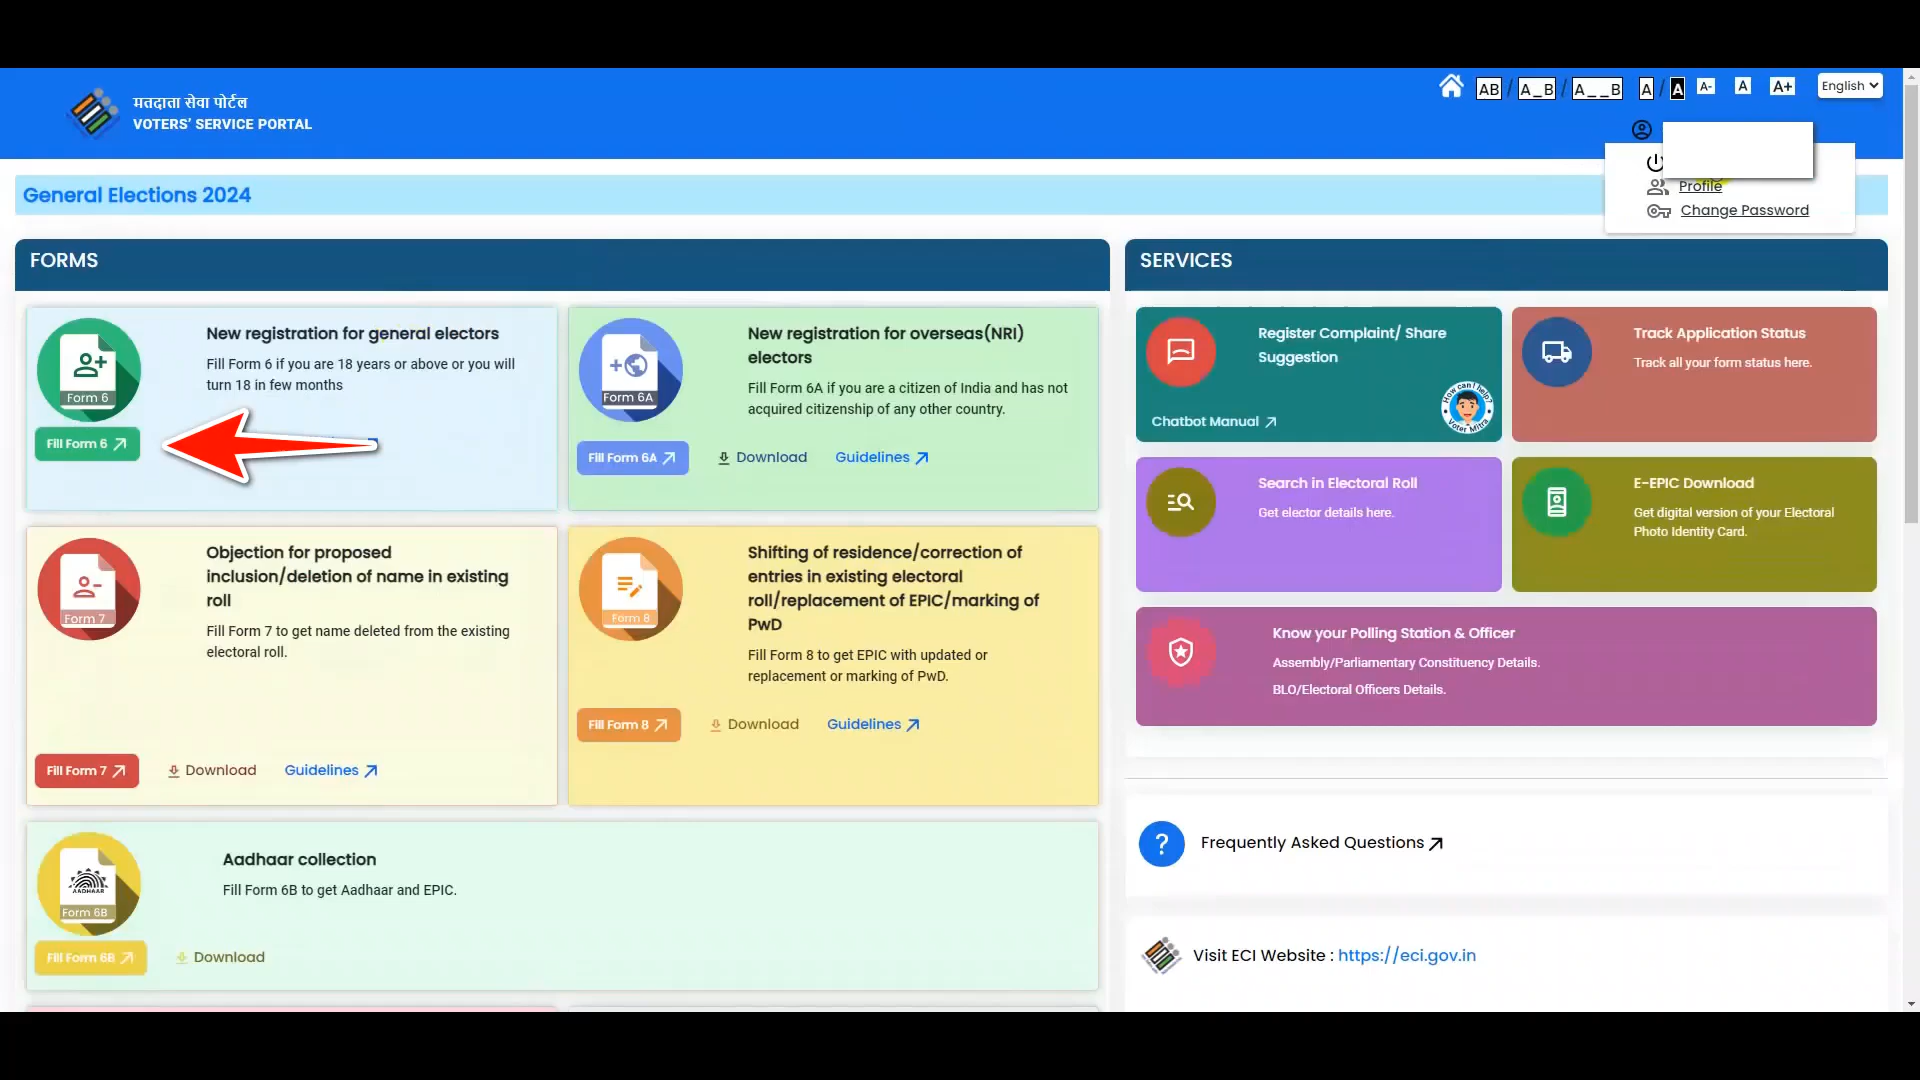 मतदाता सेवा पोर्टल
VOTERS' SERVICE PORTAL
AB / A_B / A__B A / A A- A A+ English
Profile
Change Password
General Elections 2024
FORMS
Form 6
New registration for general electors
Fill Form 6 if you are 18 years or above or you will
turn 18 in few months
Fill Form 6
Form 6A
New registration for overseas(NRI)
electors
Fill Form 6A if you are a citizen of India and has not
acquired citizenship of any other country.
Fill Form 6A Download Guidelines
Form 7
Objection for proposed
inclusion/deletion of name in existing
roll
Fill Form 7 to get name deleted from the existing
electoral roll.
Fill Form 7 Download Guidelines
Form 8
Shifting of residence/correction of
entries in existing electoral
roll/replacement of EPIC/marking of
PwD
Fill Form 8 to get EPIC with updated or
replacement or marking of PwD.
Fill Form 8 Download Guidelines
AADHAAR
Form 6B
Aadhaar collection
Fill Form 6B to get Aadhaar and EPIC.
Fill Form 6B Download
SERVICES
Register Complaint/ Share
Suggestion
Chatbot Manual
How can I help?
Voter Mitra
Track Application Status
Track all your form status here.
Search in Electoral Roll
Get elector details here.
E-EPIC Download
Get digital version of your Electoral
Photo Identity Card.
Know your Polling Station & Officer
Assembly/Parliamentary Constituency Details.
BLO/Electoral Officers Details.
? Frequently Asked Questions
Visit ECI Website : https://eci.gov.in